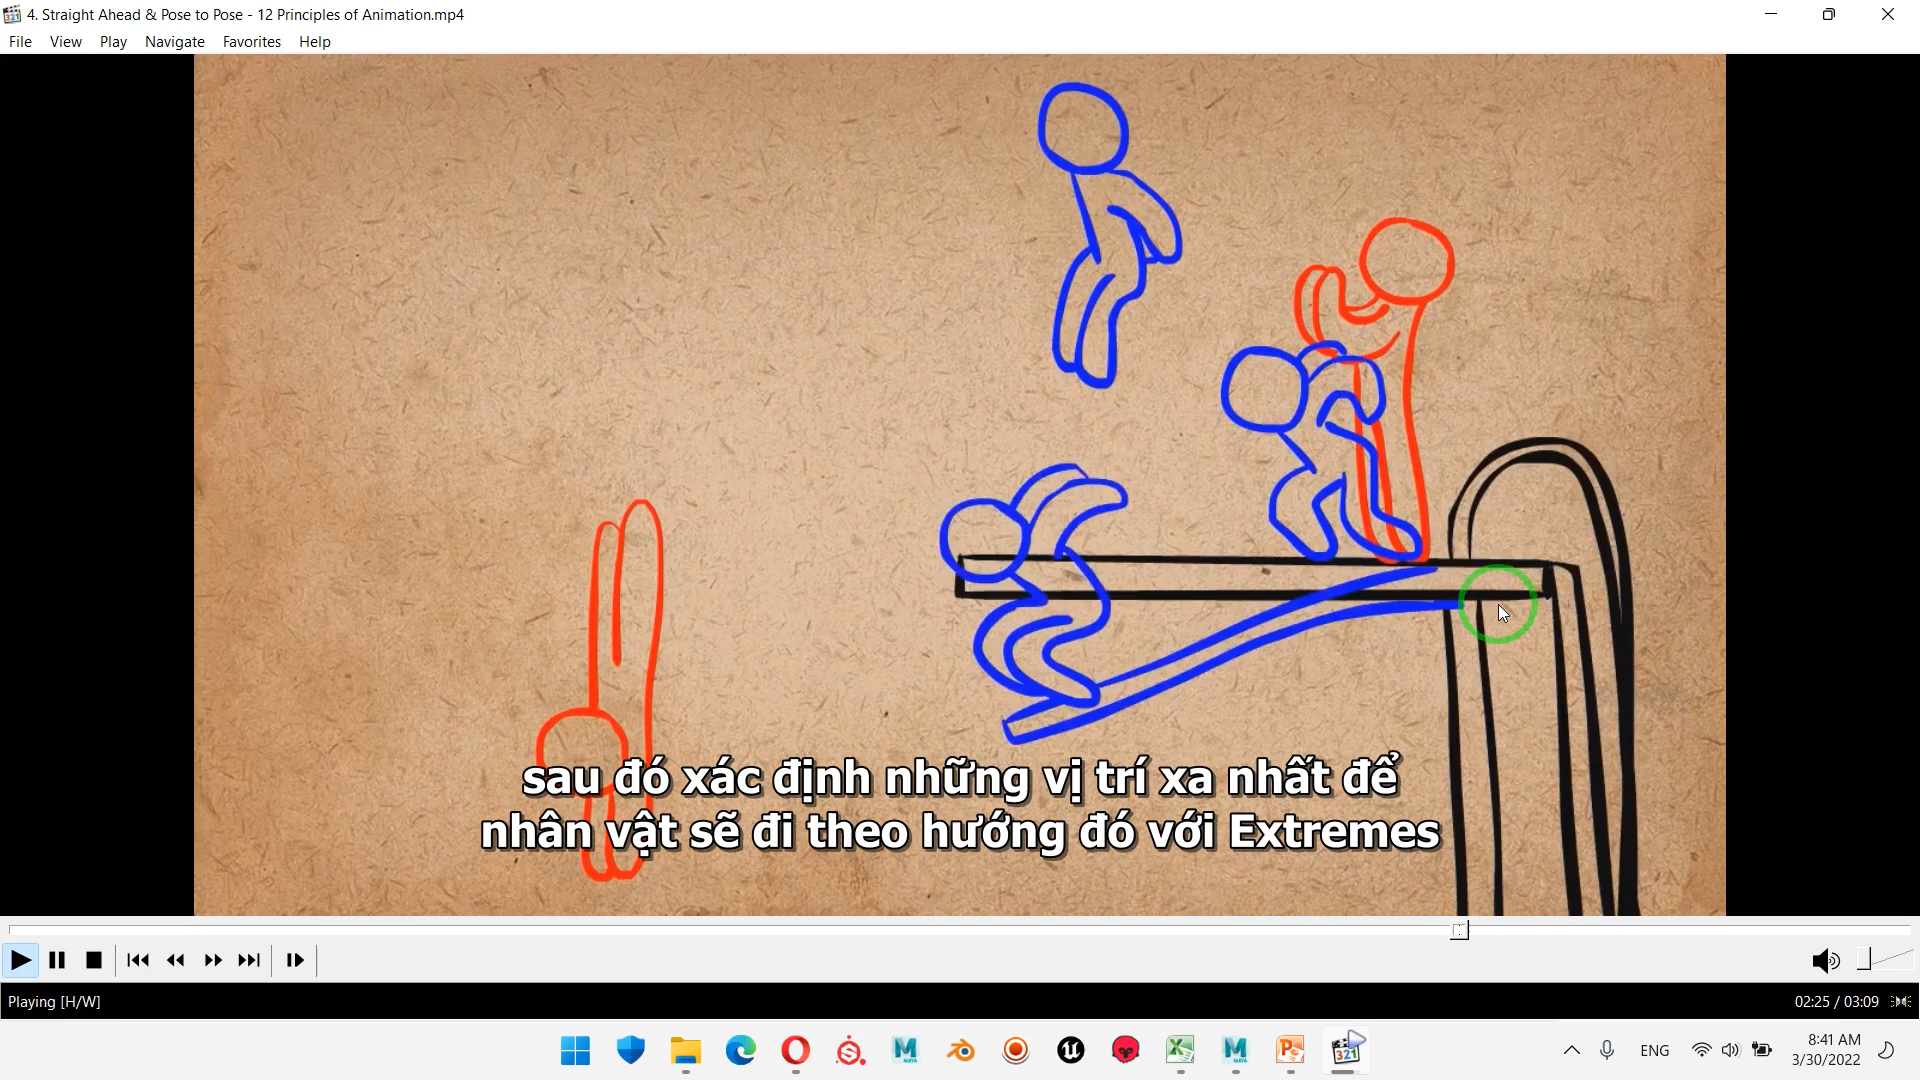 4. Straight Ahead & Pose to Pose - 12 Principles of Animation.mp4
File View Play Navigate Favorites Help
sau đó xác định những vị trí xa nhất để
nhân vật sẽ đi theo hướng đó với Extremes
Playing [H/W]
02:25 / 03:09
ENG
8:41 AM
3/30/2022